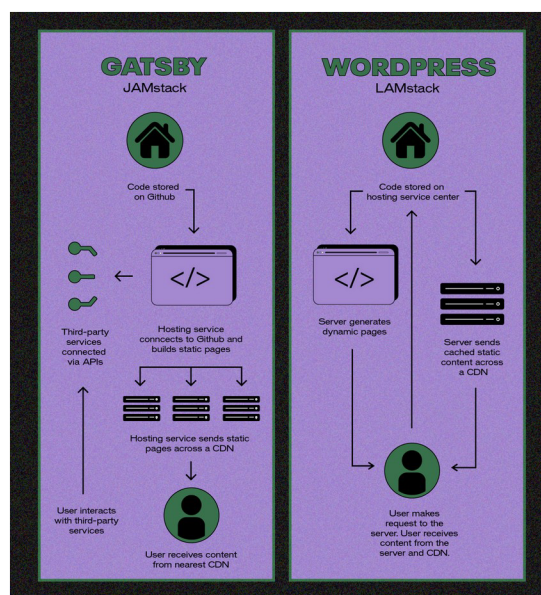 GATSBY
JAMstack
Code stored
on Github
</>
Third-party
services
connected
via APIs
Hosting service
conncects to Github and
builds static pages
Hosting service sends static
pages across a CDN
User interacts
with third-party
services
User receives content
from nearest CDN
WORDPRESS
LAMstack
Code stored on
hosting service center
</>
Server generates
dynamic pages
Server sends
cached static
content across
a CDN
User makes
request to the
server. User receives
content from the
server and CDN.